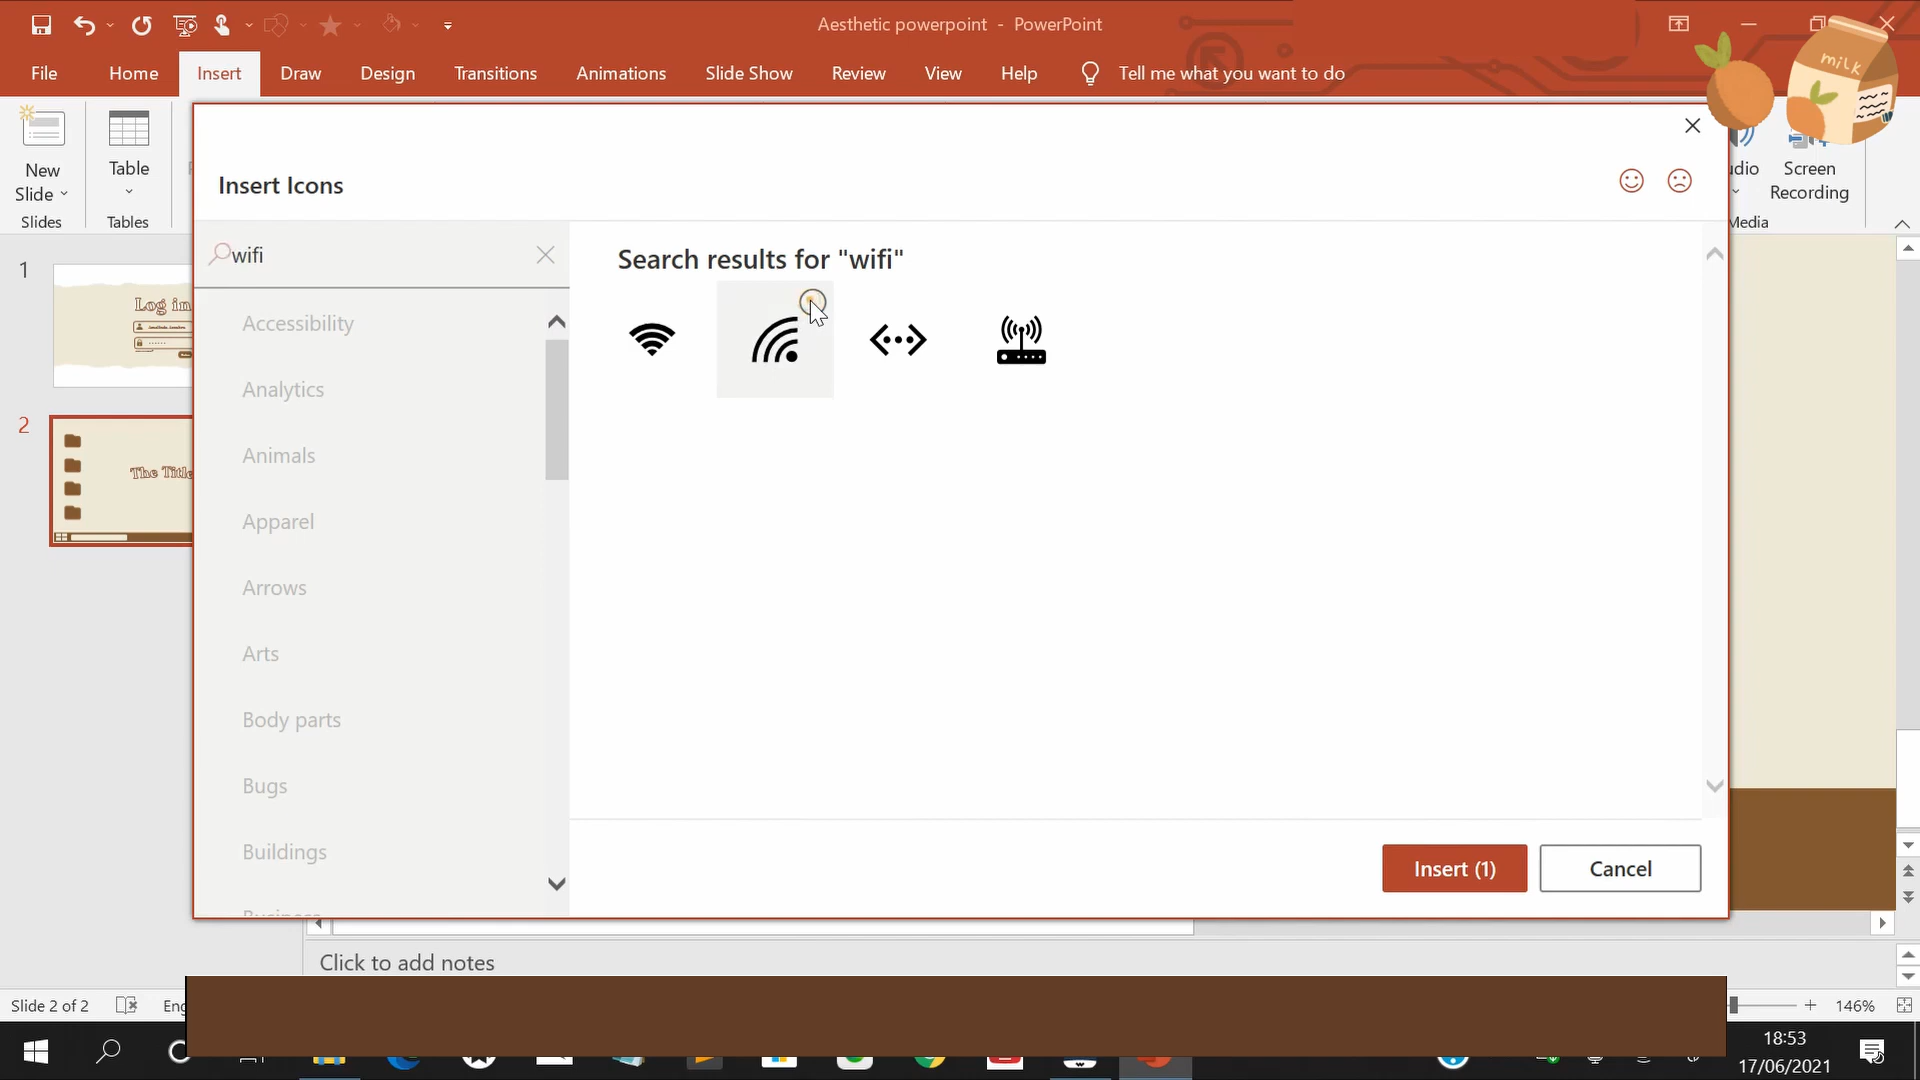 Aesthetic powerpoint - PowerPoint
milk
File Home Insert Draw Design Transitions Animations Slide Show Review View Help Tell me what you want to do
New
Slide
Slides
Table
Tables
Screen
Recording
Media
Insert Icons
wifi
Accessibility
Analytics
Animals
Apparel
Arrows
Arts
Body parts
Bugs
Buildings
Search results for "wifi"
Insert (1)
Cancel
1
Log in
2
The Title
Click to add notes
Slide 2 of 2
146%
18:53
17/06/2021